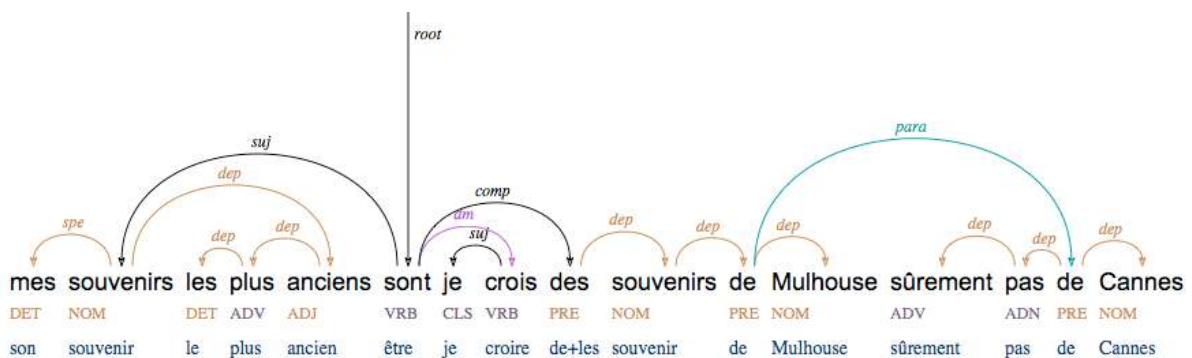 root
para
suj
dep
comp
spe
dm
dep
dep
dep
suj
dep
dep
dep
dep
dep
dep
mes souvenirs les plus anciens sont je crois des souvenirs de Mulhouse sûrement pas de Cannes
DET NOM DET ADV ADJ VRB CLS VRB PRE NOM PRE NOM ADV ADN PRE NOM
son souvenir le plus ancien être je croire de+les souvenir de Mulhouse sûrement pas de Cannes